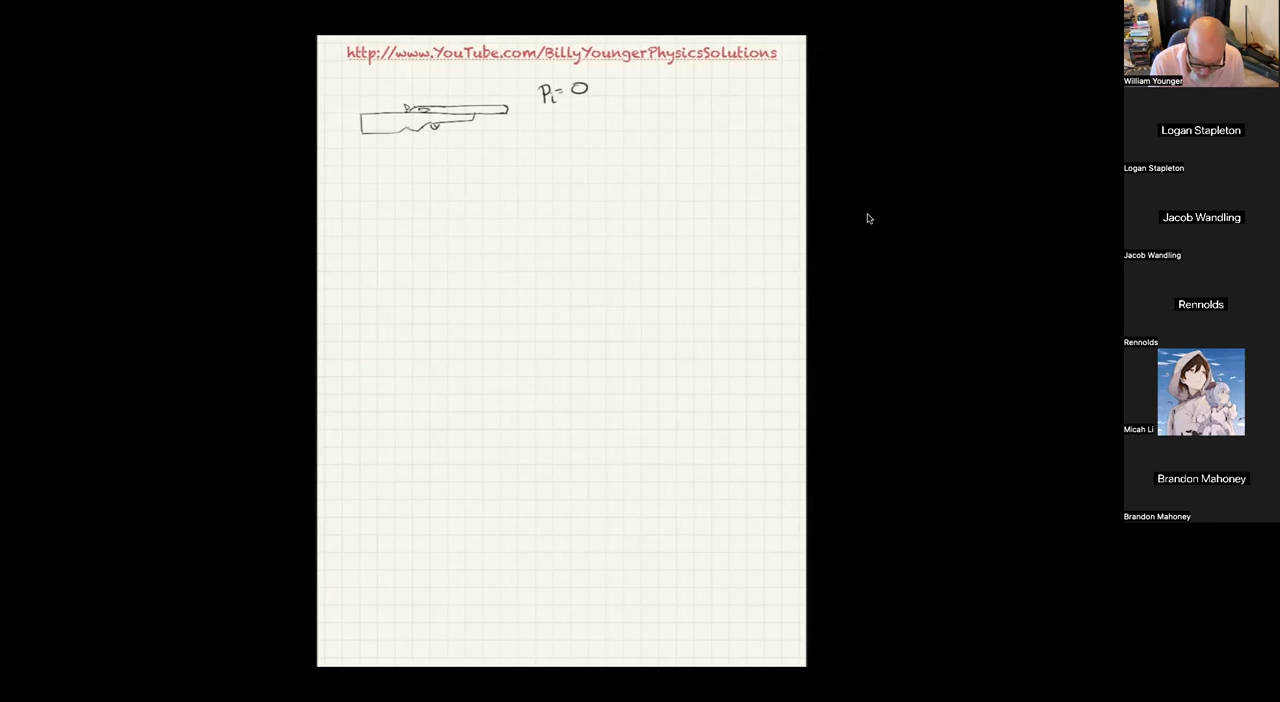 http://www.YouTube.com/BillyYoungerPhysicsSolutions
Pi = 0
William Younger
Logan Stapleton
Logan Stapleton
Jacob Wandling
Jacob Wandling
Rennolds
Rennolds
Micah Li
Brandon Mahoney
Brandon Mahoney